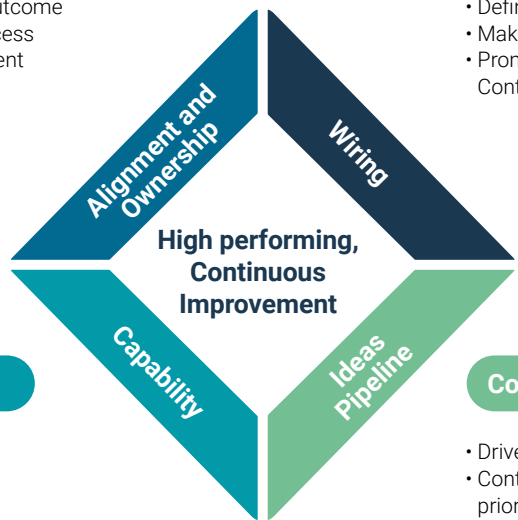 utcome
cess
ent
• Defin
• Mak
• Pron
Cont
Alignment and
Ownership
Wiring
High performing,
Continuous
Improvement
Capability
Ideas
Pipeline
Co
• Drive
• Cont
prior